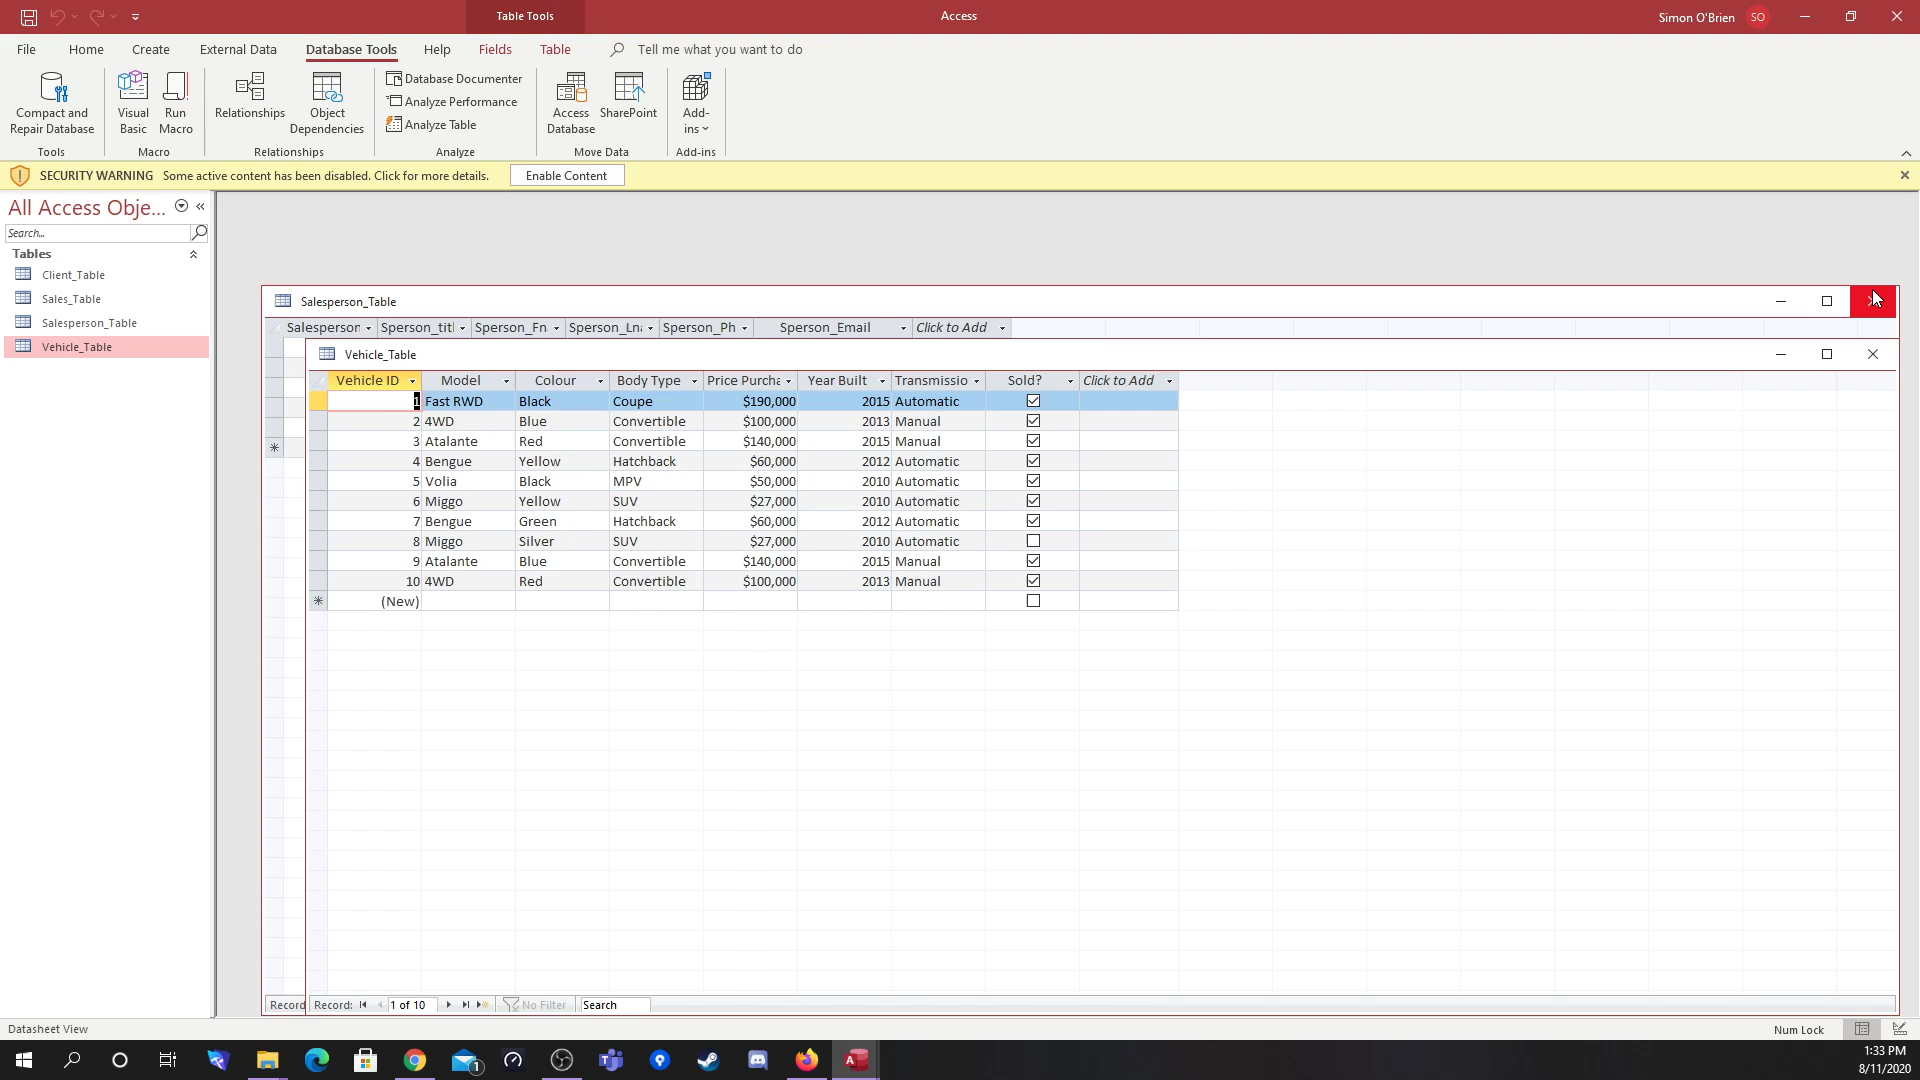 Table Tools
Access
Simon O'Brien SO
File Home Create External Data Database Tools Help Fields Table Tell me what you want to do
Compact and Repair Database
Visual Basic
Run Macro
Relationships
Object Dependencies
Database Documenter
Analyze Performance
Analyze Table
Access Database
SharePoint
Add-ins
Tools Macro Relationships Analyze Move Data Add-ins
SECURITY WARNING Some active content has been disabled. Click for more details. Enable Content
All Access Obje...
Search...
Tables
Client_Table
Sales_Table
Salesperson_Table
Vehicle_Table
Salesperson_Table
Salesperson Sperson_titl Sperson_Fn Sperson_Ln Sperson_Ph Sperson_Email Click to Add
Vehicle_Table
Vehicle ID Model Colour Body Type Price Purcha Year Built Transmissio Sold? Click to Add
1 Fast RWD Black Coupe $190,000 2015 Automatic
2 4WD Blue Convertible $100,000 2013 Manual
3 Atalante Red Convertible $140,000 2015 Manual
4 Bengue Yellow Hatchback $60,000 2012 Automatic
5 Volia Black MPV $50,000 2010 Automatic
6 Miggo Yellow SUV $27,000 2010 Automatic
7 Bengue Green Hatchback $60,000 2012 Automatic
8 Miggo Silver SUV $27,000 2010 Automatic
9 Atalante Blue Convertible $140,000 2015 Manual
10 4WD Red Convertible $100,000 2013 Manual
(New)
Record Record: 1 of 10 No Filter Search
Datasheet View Num Lock
1
1:33 PM
8/11/2020